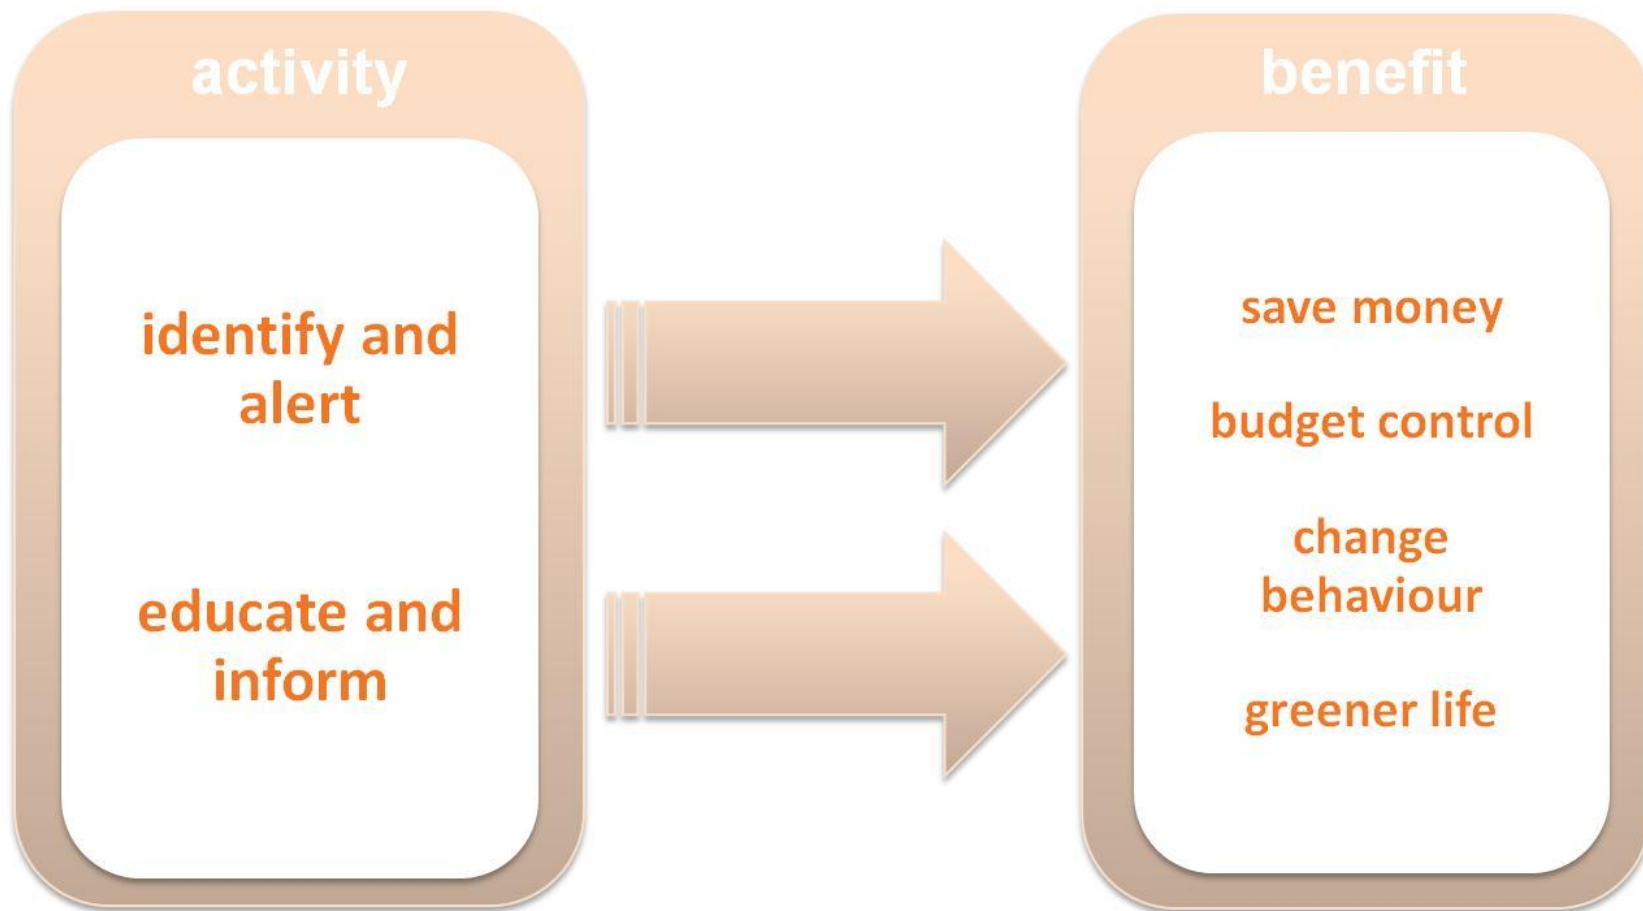 activity
identify and
alert
educate and
inform
benefit
save money
budget control
change
behaviour
greener life